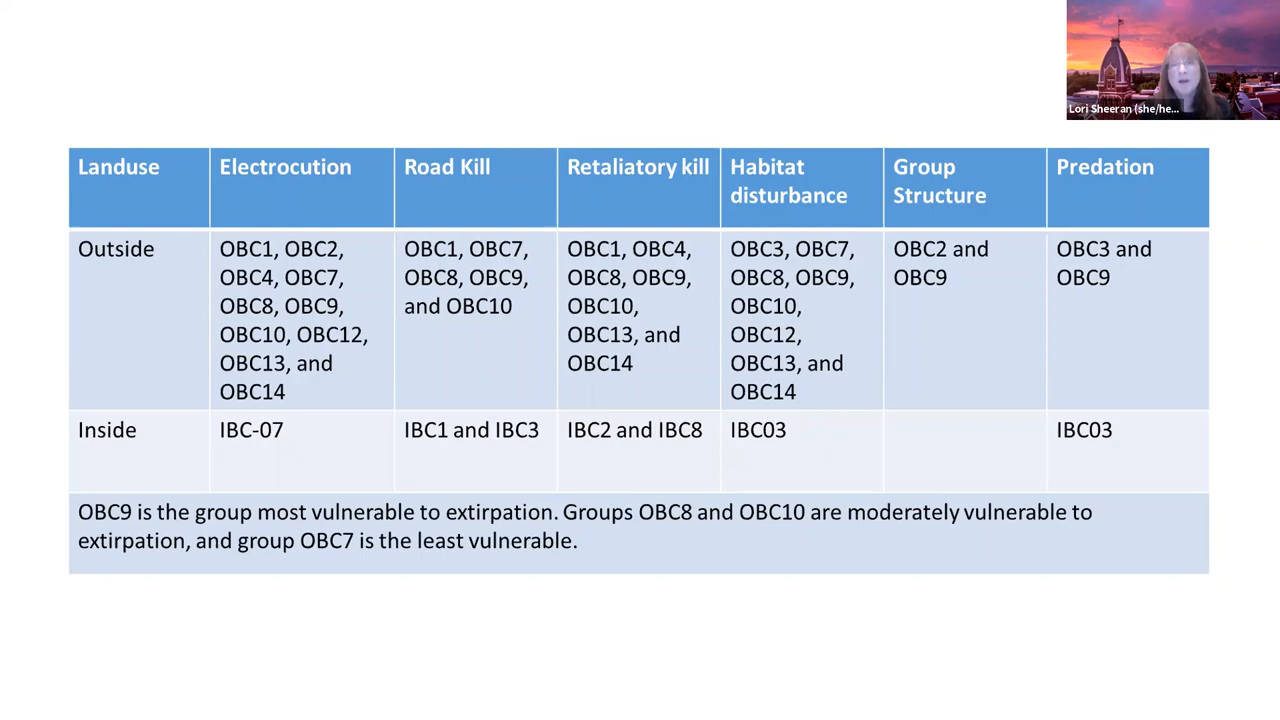 Lori Sheeran (she/he...
Landuse
Electrocution
Road Kill
Retaliatory kill
Habitat
disturbance
Group
Structure
Predation
Outside
OBC1, OBC2,
OBC4, OBC7,
OBC8, OBC9,
OBC10, OBC12,
OBC13, and
OBC14
OBC1, OBC7,
OBC8, OBC9,
and OBC10
OBC1, OBC4,
OBC8, OBC9,
OBC10,
OBC13, and
OBC14
OBC3, OBC7,
OBC8, OBC9,
OBC10,
OBC12,
OBC13, and
OBC14
OBC2 and
OBC9
OBC3 and
OBC9
Inside
IBC-07
IBC1 and IBC3
IBC2 and IBC8
IBC03
IBC03
OBC9 is the group most vulnerable to extirpation. Groups OBC8 and OBC10 are moderately vulnerable to
extirpation, and group OBC7 is the least vulnerable.